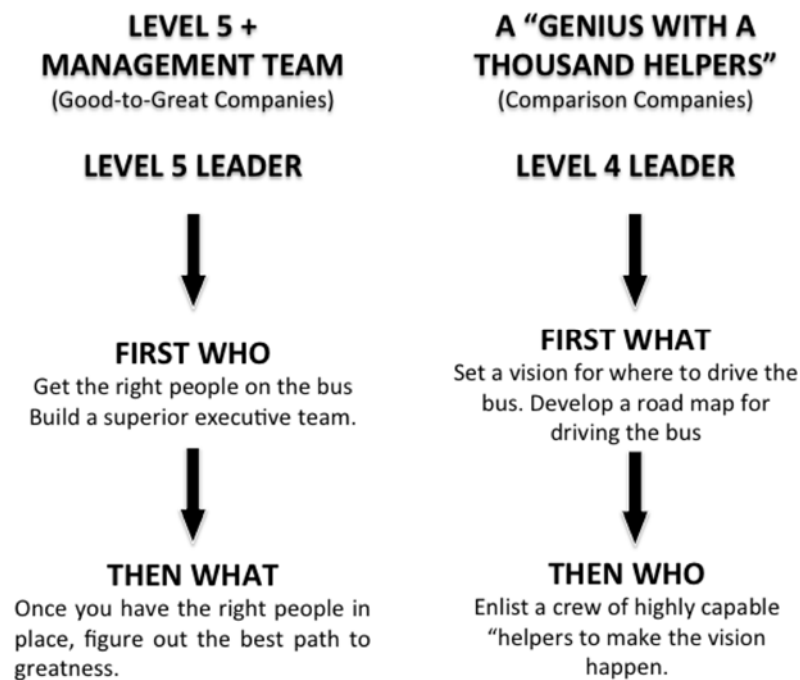 LEVEL 5 +
MANAGEMENT TEAM
(Good-to-Great Companies)
LEVEL 5 LEADER
FIRST WHO
Get the right people on the bus
Build a superior executive team.
THEN WHAT
Once you have the right people in
place, figure out the best path to
greatness.
A “GENIUS WITH A
THOUSAND HELPERS”
(Comparison Companies)
LEVEL 4 LEADER
FIRST WHAT
Set a vision for where to drive the
bus. Develop a road map for
driving the bus
THEN WHO
Enlist a crew of highly capable
“helpers to make the vision
happen.